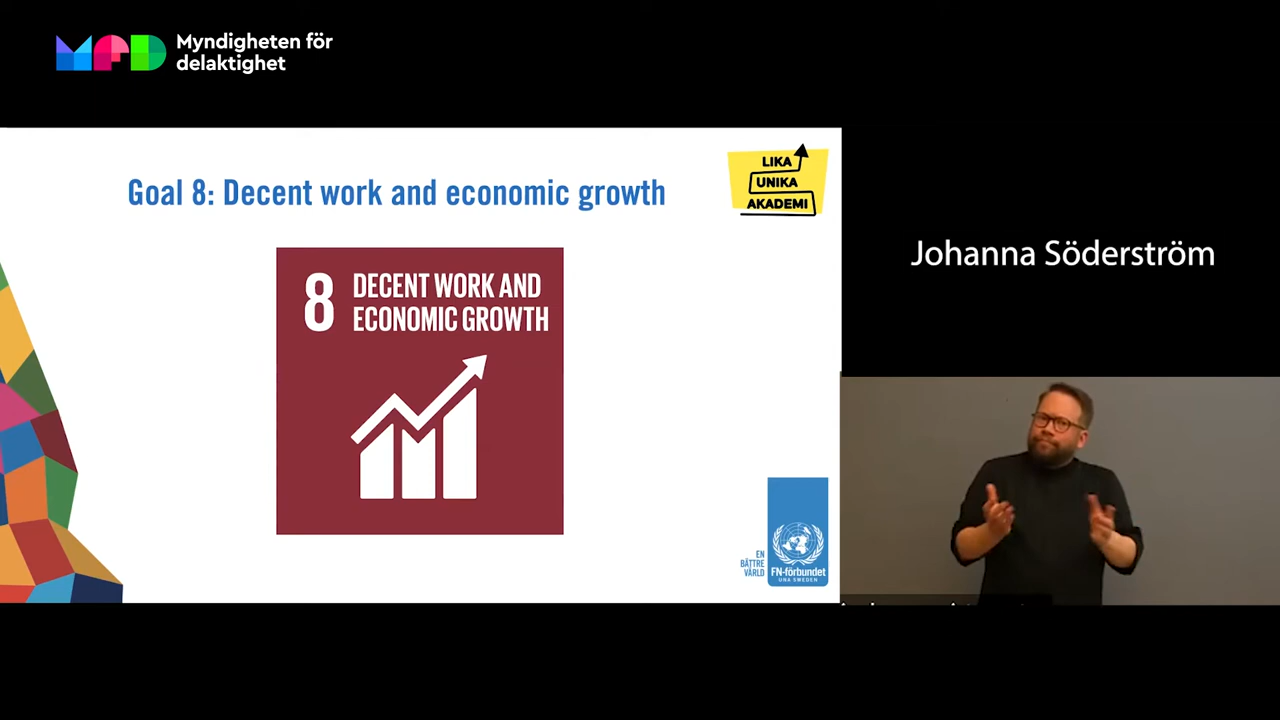 MFD
Myndigheten för
delaktighet
Goal 8: Decent work and economic growth
LIKA
UNIKA
AKADEMI
8
DECENT WORK AND
ECONOMIC GROWTH
EN
BÄTTRE
VÄRLD
FN-förbundet
UNA SWEDEN
Johanna Söderström